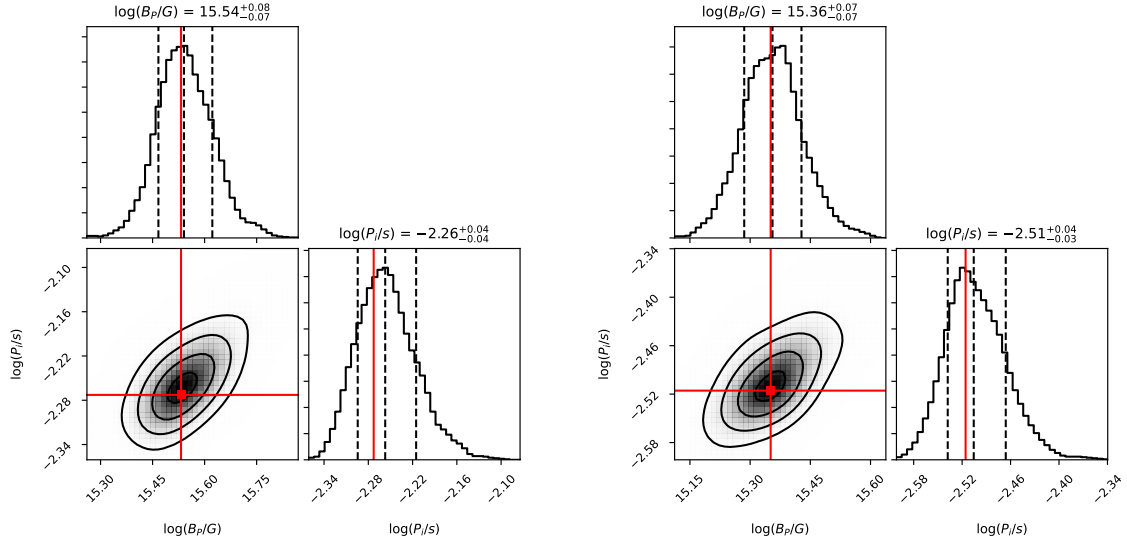 log(B_P/G) = 15.54^{+0.08}_{−0.07}
log(P_i/s) = −2.26^{+0.04}_{−0.04}
log(P_i/s)
−2.10
−2.16
−2.22
−2.28
−2.34
15.30 15.45 15.60 15.75
log(B_P/G)
−2.34 −2.28 −2.22 −2.16 −2.10
log(P_i/s)
log(B_P/G) = 15.36^{+0.07}_{−0.07}
log(P_i/s) = −2.51^{+0.04}_{−0.03}
log(P_i/s)
−2.34
−2.40
−2.46
−2.52
−2.58
15.15 15.30 15.45 15.60
log(B_P/G)
−2.58 −2.52 −2.46 −2.40 −2.34
log(P_i/s)